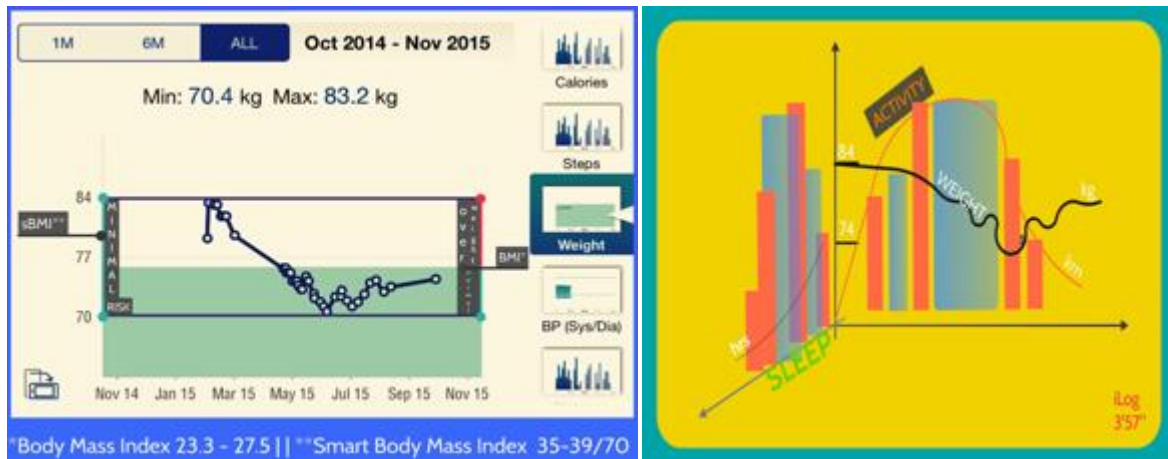 1M 6M ALL Oct 2014 - Nov 2015
Min: 70.4 kg Max: 83.2 kg
Calories
Steps
Weight
BP (Sys/Dia)
84
77
70
sBMI**
MINIMAL
RISK
over
BMI*
Nov 14 Jan 15 Mar 15 May 15 Jul 15 Sep 15 Nov 15
*Body Mass Index 23.3 - 27.5 || **Smart Body Mass Index 35-39/70
ACTIVITY
84
WEIGHT
kg
74
km
hrs
SLEEP
iLog
3'57"